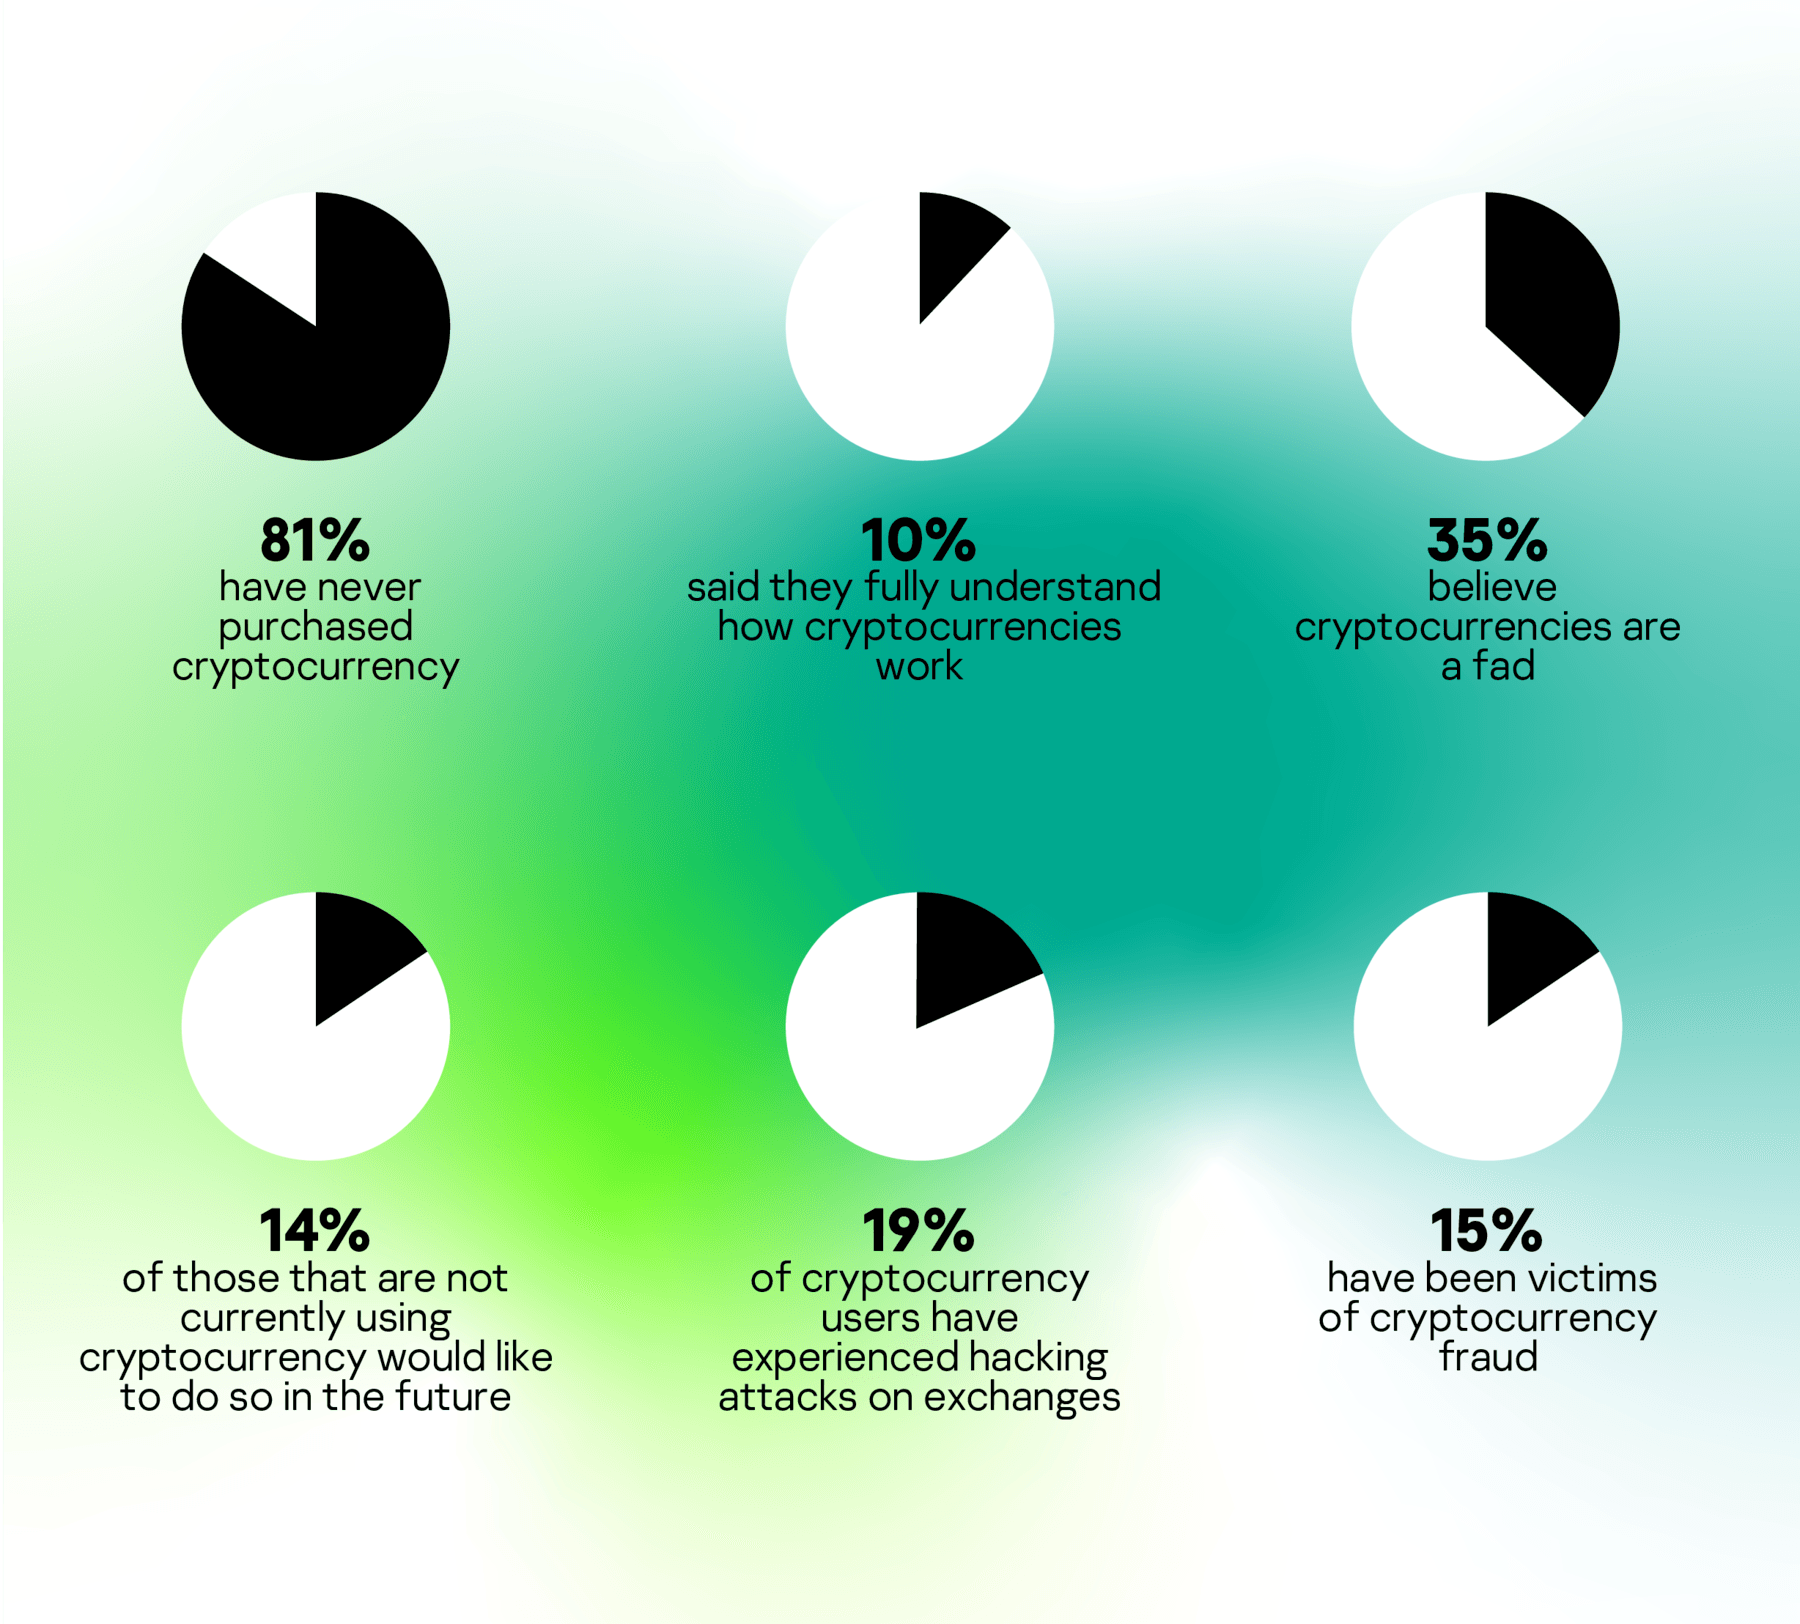 81%
have never
purchased
cryptocurrency
10%
said they fully understand
how cryptocurrencies
work
35%
believe
cryptocurrencies are
a fad
14%
of those that are not
currently using
cryptocurrency would like
to do so in the future
19%
of cryptocurrency
users have
experienced hacking
attacks on exchanges
15%
have been victims
of cryptocurrency
fraud